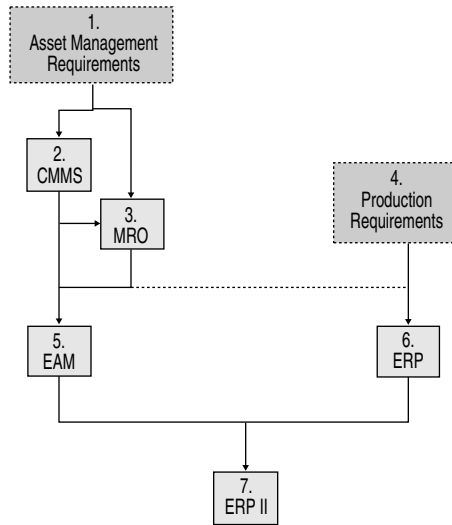 1.
Asset Management
Requirements
2.
CMMS
3.
MRO
4.
Production
Requirements
5.
EAM
6.
ERP
7.
ERP II